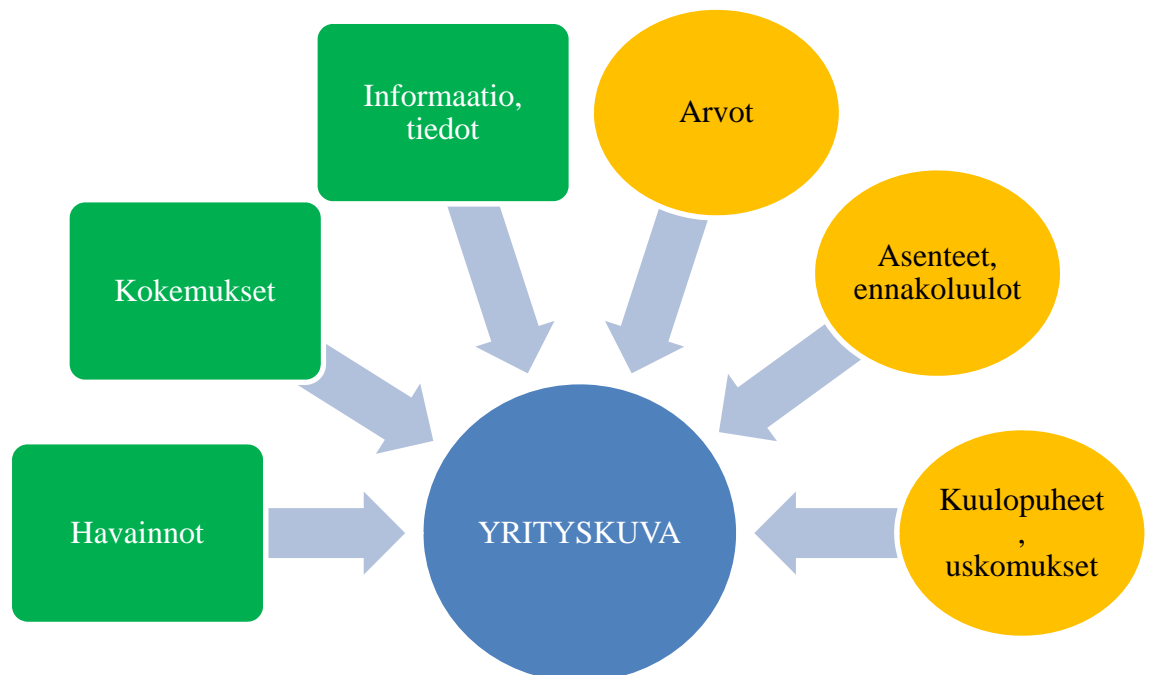 Informaatio,
tiedot
Arvot
Kokemukset
Asenteet,
ennakoluulot
Havainnot
YRITYSKUVA
Kuulopuheet
,
uskomukset